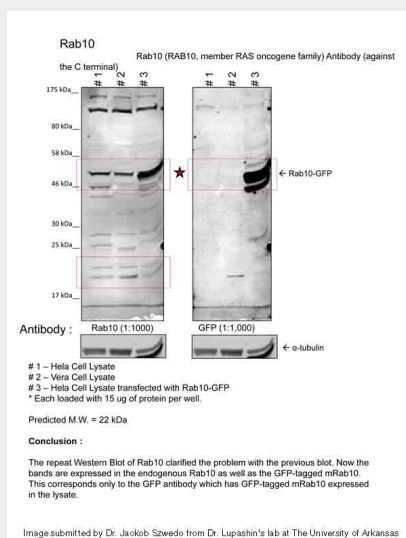 Rab10
Rab10 (RAB10, member RAS oncogene family) Antibody (against
the C terminal)
# 1 # 2 # 3 # 1 # 2 # 3
175 kDa
80 kDa
58 kDa
46 kDa
← Rab10-GFP
30 kDa
25 kDa
17 kDa
Antibody : Rab10 (1:1000) GFP (1:1,000)
← α-tubulin
# 1 – Hela Cell Lysate
# 2 – Vera Cell Lysate
# 3 – Hela Cell Lysate transfected with Rab10-GFP
* Each loaded with 15 ug of protein per well.
Predicted M.W. = 22 kDa
Conclusion :
The repeat Western Blot of Rab10 clarified the problem with the previous blot. Now the
bands are expressed in the endogenous Rab10 as well as the GFP-tagged mRab10.
This corresponds only to the GFP antibody which has GFP-tagged mRab10 expressed
in the lysate.
Image submitted by Dr. Jackob Szwedo from Dr. Lupashin's lab at The University of Arkansas